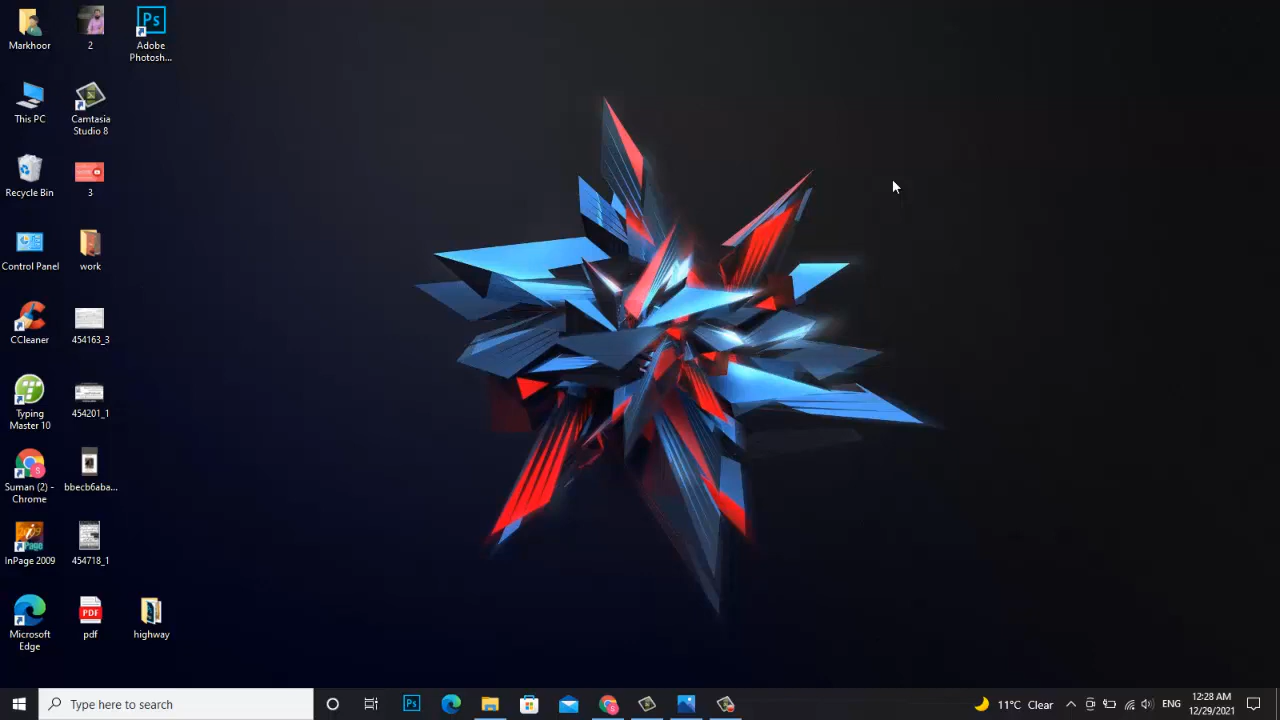 Markhoor
2
Ps
Adobe
Photosh...
This PC
Camtasia
Studio 8
Recycle Bin
3
Control Panel
work
CCleaner
454163_3
Typing
Master 10
454201_1
Suman (2) -
Chrome
bbecb6aba...
InPage 2009
454718_1
Microsoft
Edge
PDF
pdf
highway
Type here to search
Ps
11°C Clear
ENG
12:28 AM
12/29/2021